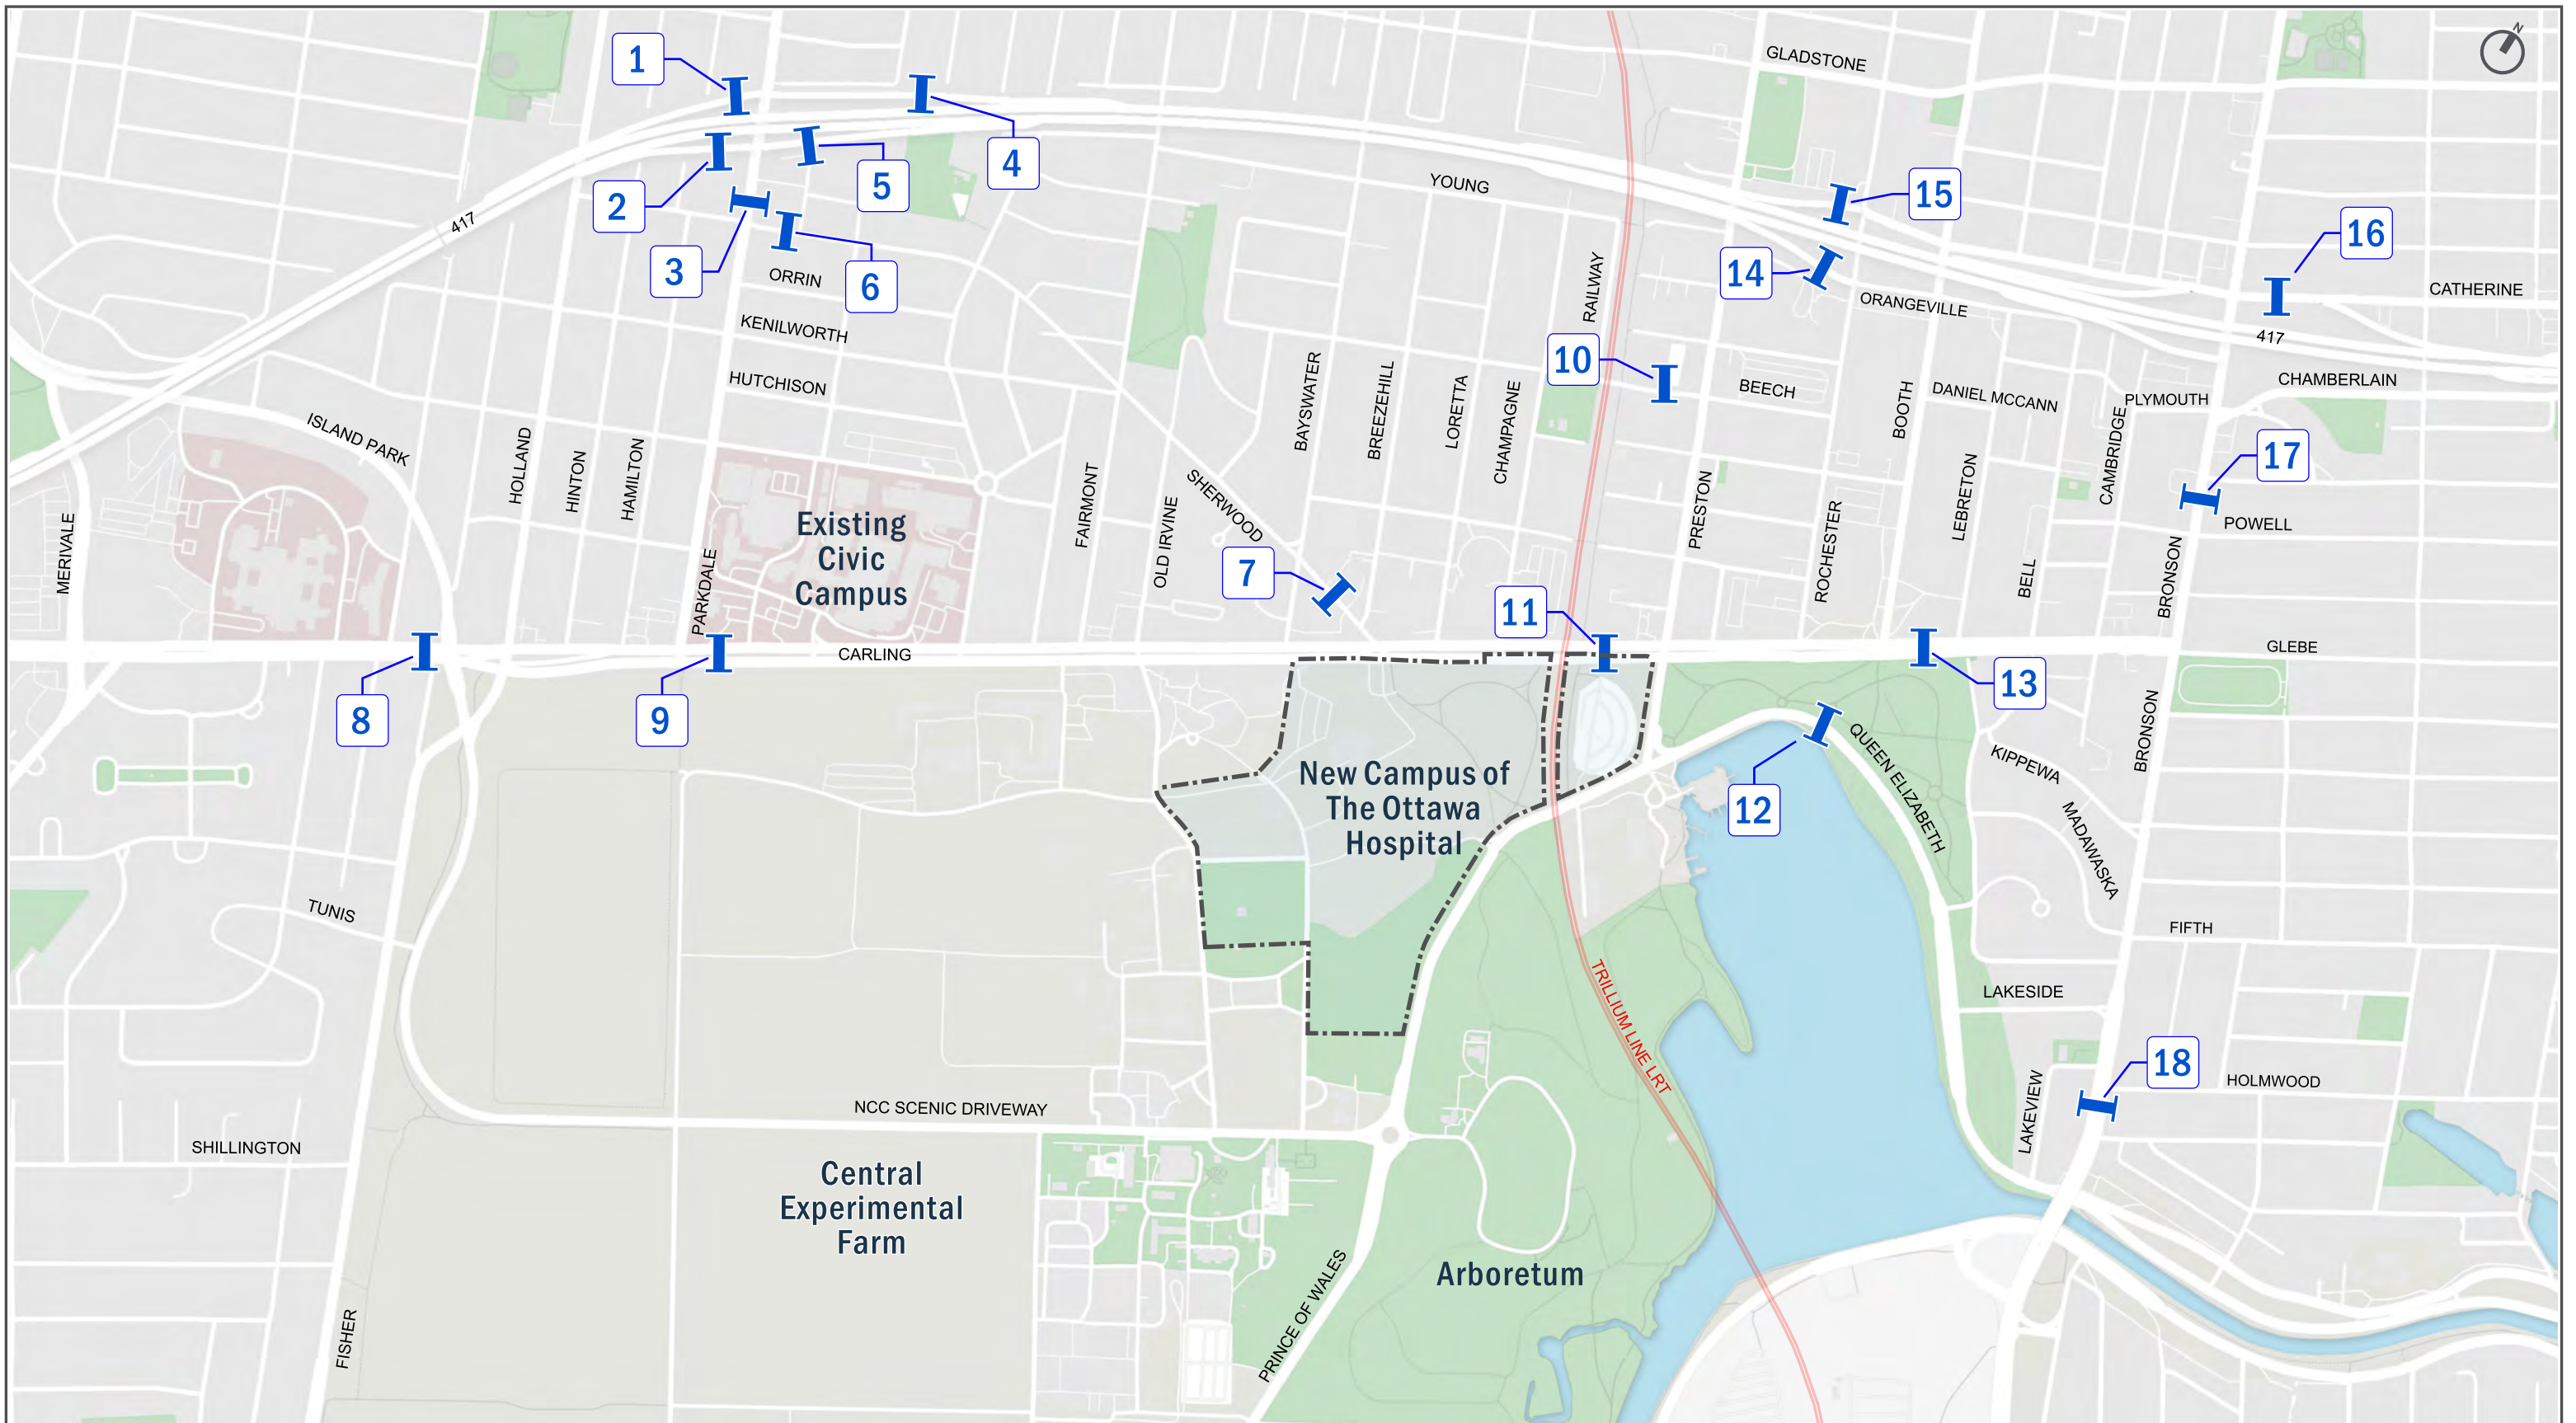 N
GLADSTONE
1
4
5
2
YOUNG
15
417
3
6
ORRIN
14
16
CATHERINE
ORANGEVILLE
RAILWAY
KENILWORTH
417
10
HUTCHISON
BEECH
CHAMBERLAIN
DANIEL MCCANN
PLYMOUTH
ISLAND PARK
BAYSWATER
BREEZEHILL
LORETTA
CHAMPAGNE
BOOTH
CAMBRIDGE
HOLLAND
HINTON
HAMILTON
17
SHERWOOD
FAIRMONT
OLD IRVINE
PRESTON
LEBRETON
POWELL
Existing
Civic
Campus
MERIVALE
PARKDALE
7
ROCHESTER
BELL
BRONSON
11
CARLING
GLEBE
8
9
13
QUEEN ELIZABETH
KIPPEWA
BRONSON
New Campus of
The Ottawa
Hospital
12
MADAWASKA
TUNIS
FIFTH
TRILLIUM LINE LRT
LAKESIDE
18
HOLMWOOD
LAKEVIEW
NCC SCENIC DRIVEWAY
SHILLINGTON
Central
Experimental
Farm
Arboretum
PRINCE OF WALES
FISHER